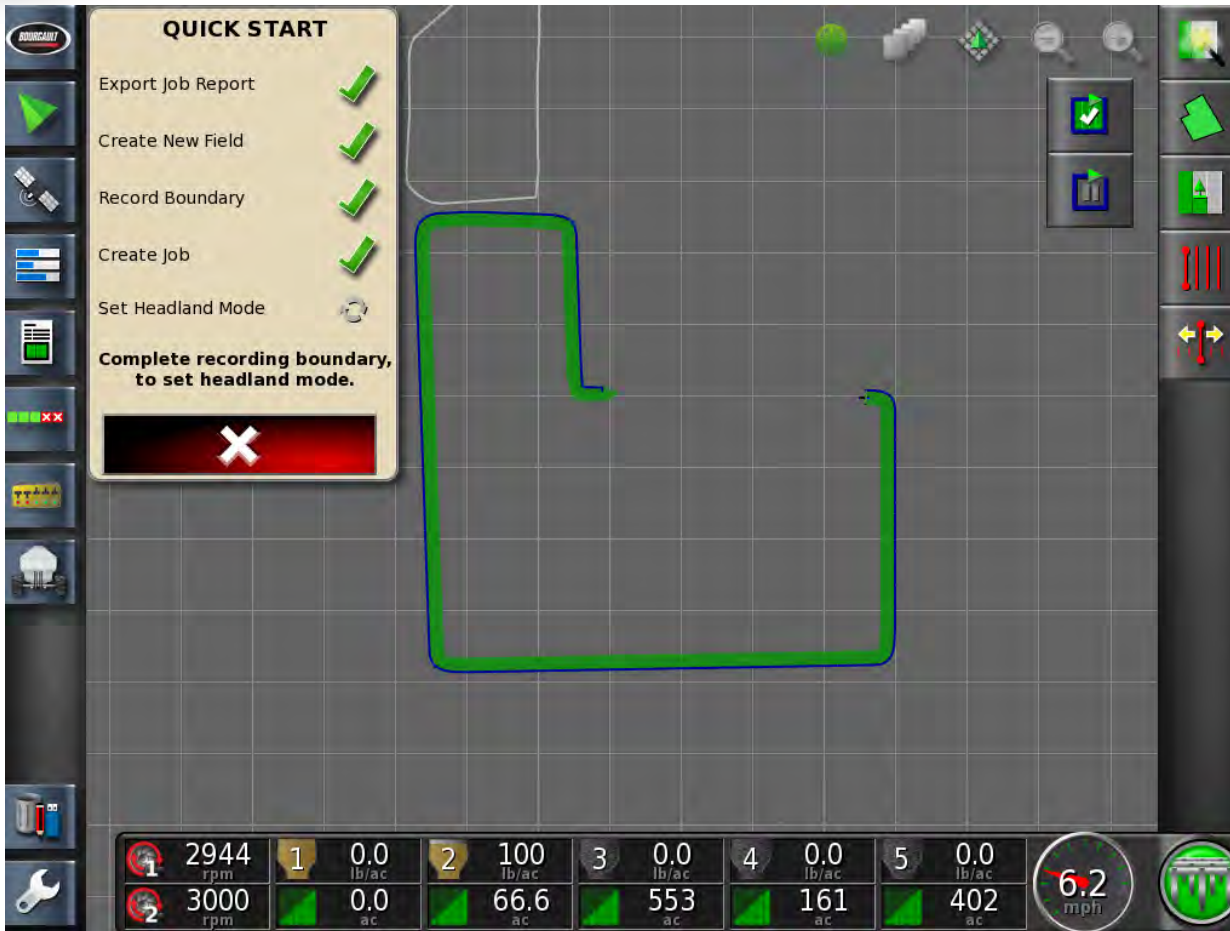 BOURGAULT
QUICK START
Export Job Report
Create New Field
Record Boundary
Create Job
Set Headland Mode
Complete recording boundary,
to set headland mode.
1 2944 rpm 1 0.0 lb/ac 2 100 lb/ac 3 0.0 lb/ac 4 0.0 lb/ac 5 0.0 lb/ac
2 3000 rpm 0.0 ac 66.6 ac 553 ac 161 ac 402 ac
6.2
mph